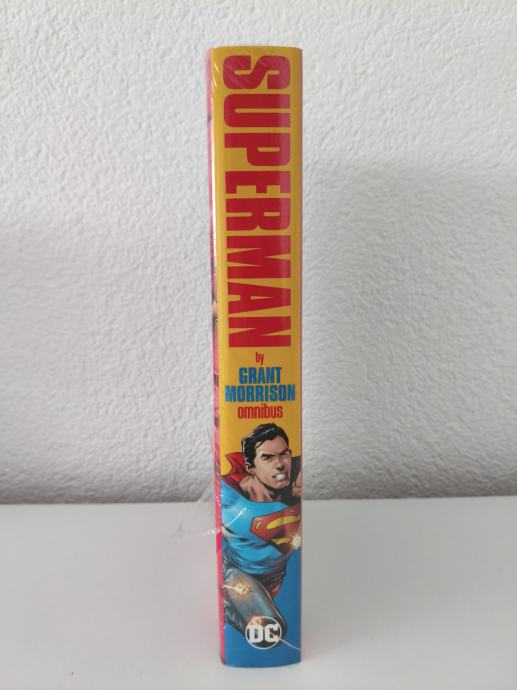 SUPERMAN
by
GRANT
MORRISON
omnibus
DC